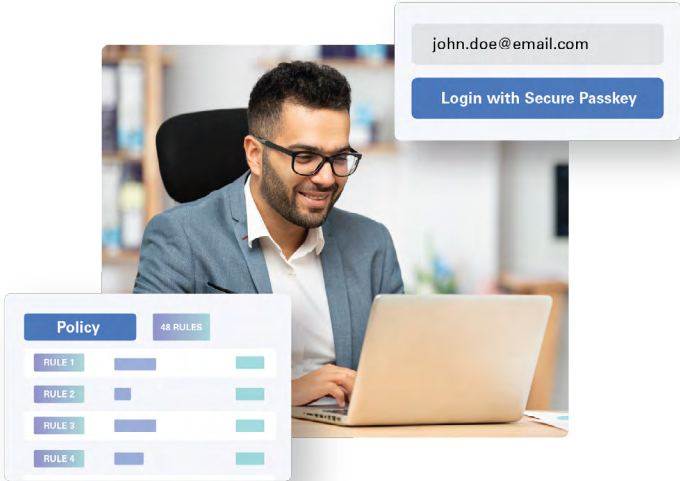 john.doe@email.com
Login with Secure Passkey
Policy
48 RULES
RULE 1
RULE 2
RULE 3
RULE 4